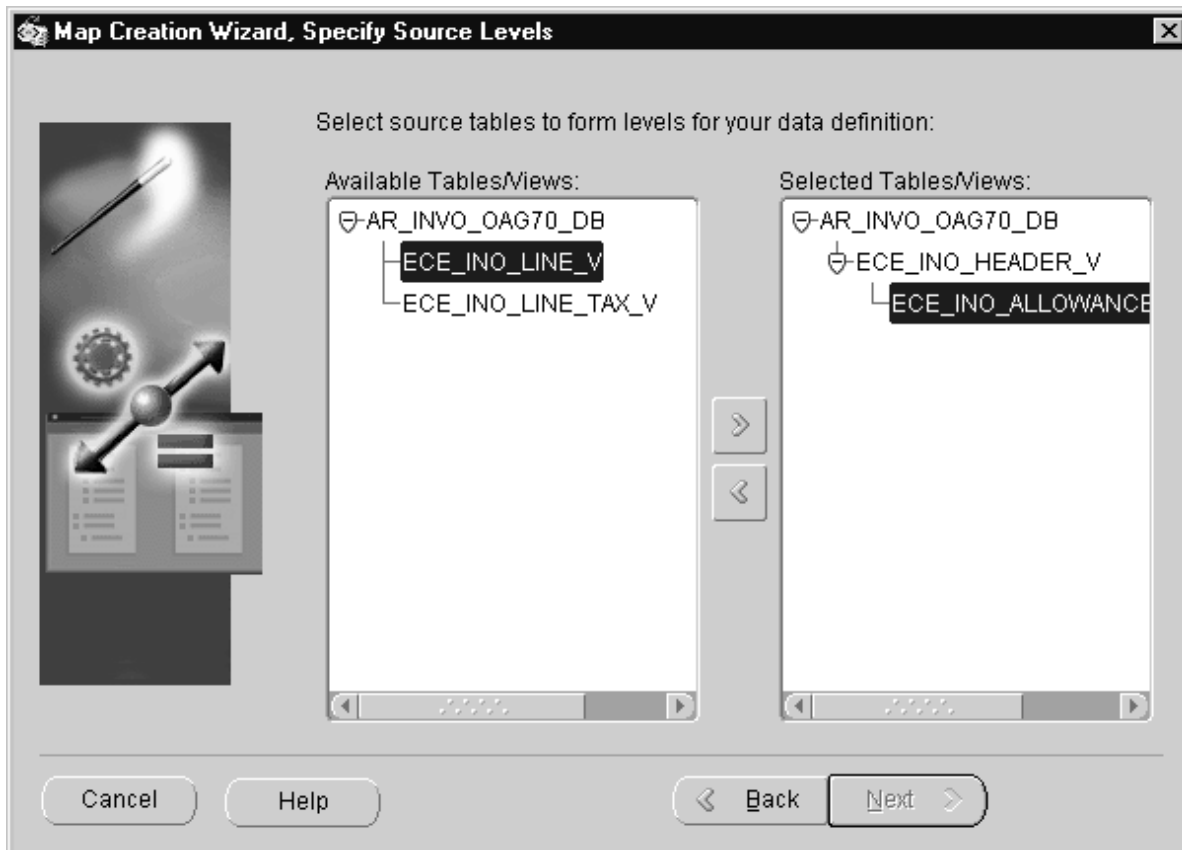 Map Creation Wizard, Specify Source Levels
Select source tables to form levels for your data definition:
Available Tables/Views:
AR_INVO_OAG70_DB
ECE_INO_LINE_V
ECE_INO_LINE_TAX_V
Selected Tables/Views:
AR_INVO_OAG70_DB
ECE_INO_HEADER_V
ECE_INO_ALLOWANCE
Cancel
Help
Back
Next